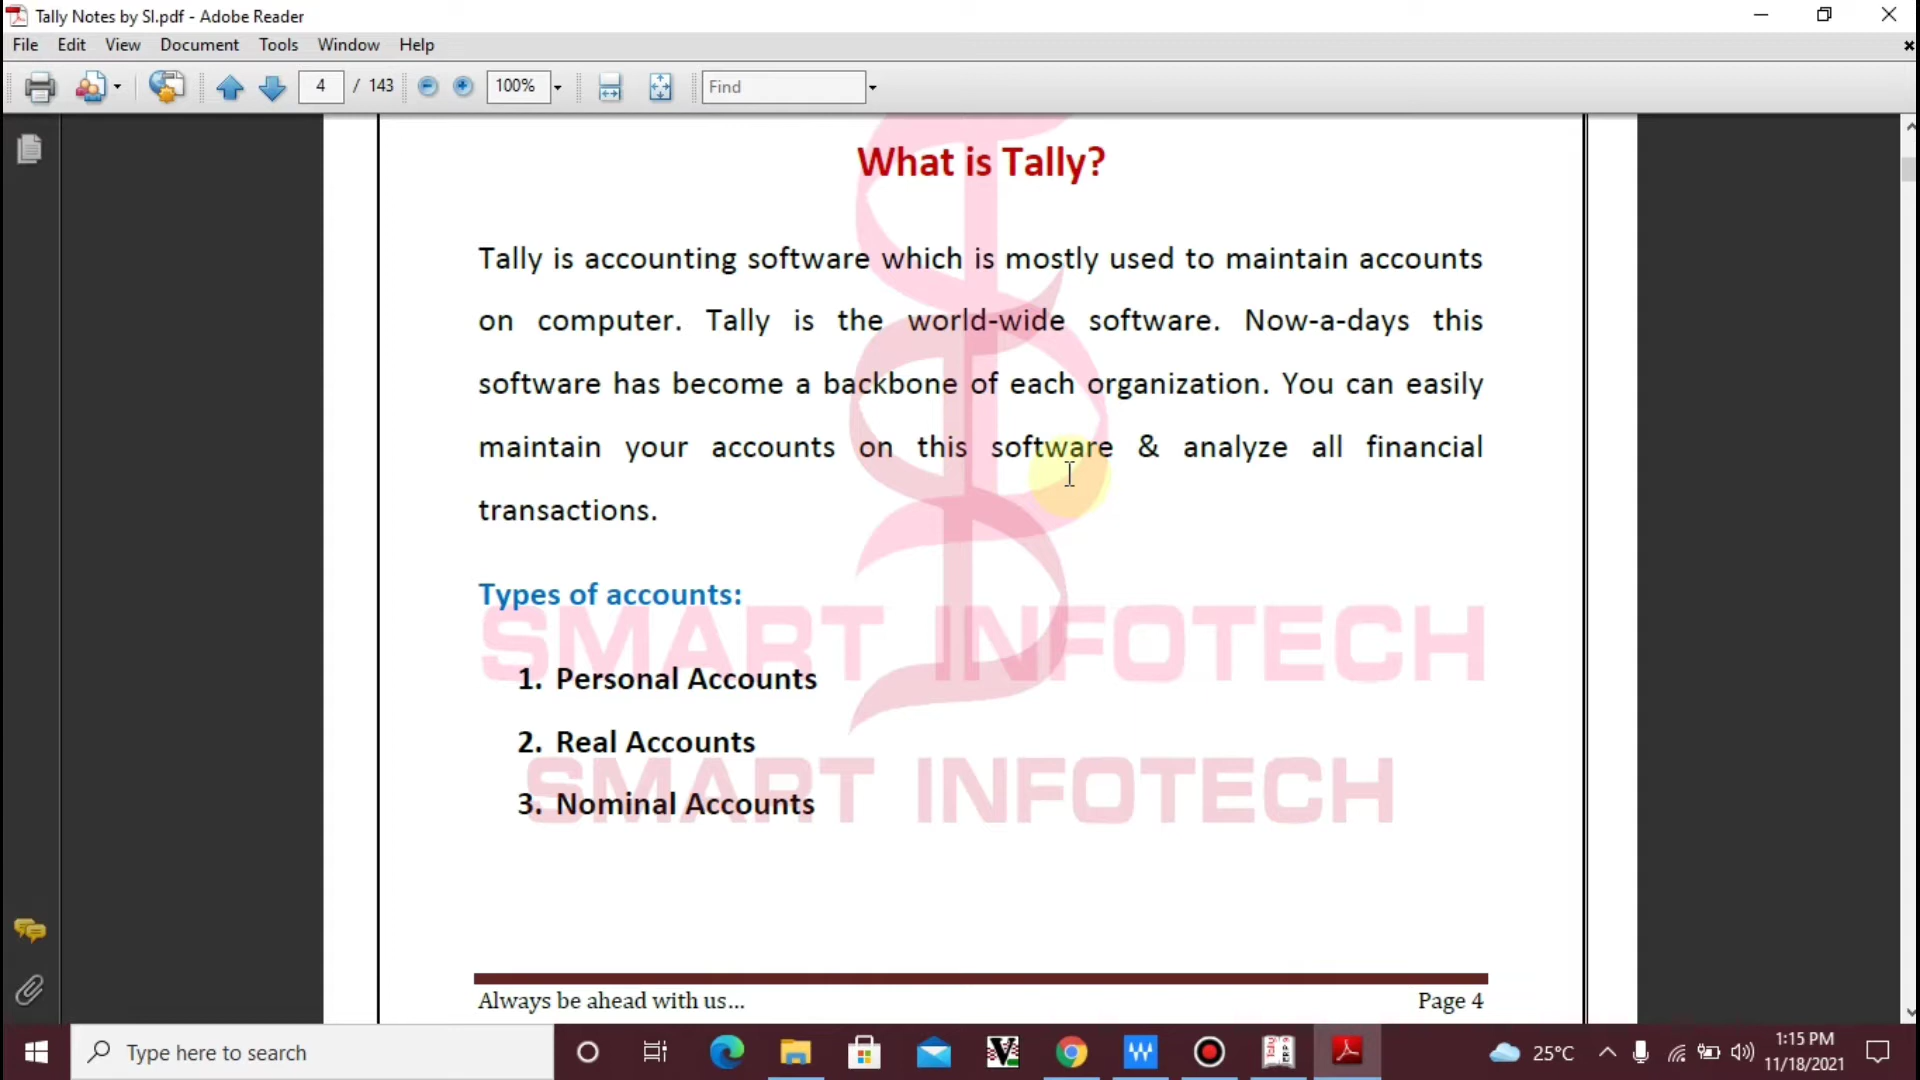 Tally Notes by SI.pdf - Adobe Reader
File Edit View Document Tools Window Help
4 / 143 100% Find
What is Tally?
Tally is accounting software which is mostly used to maintain accounts
on computer. Tally is the world-wide software. Now-a-days this
software has become a backbone of each organization. You can easily
maintain your accounts on this software & analyze all financial
transactions.
Types of accounts:
SMART INFOTECH
1. Personal Accounts
2. Real Accounts
SMART INFOTECH
3. Nominal Accounts
Always be ahead with us... Page 4
Type here to search
25°C
1:15 PM
11/18/2021